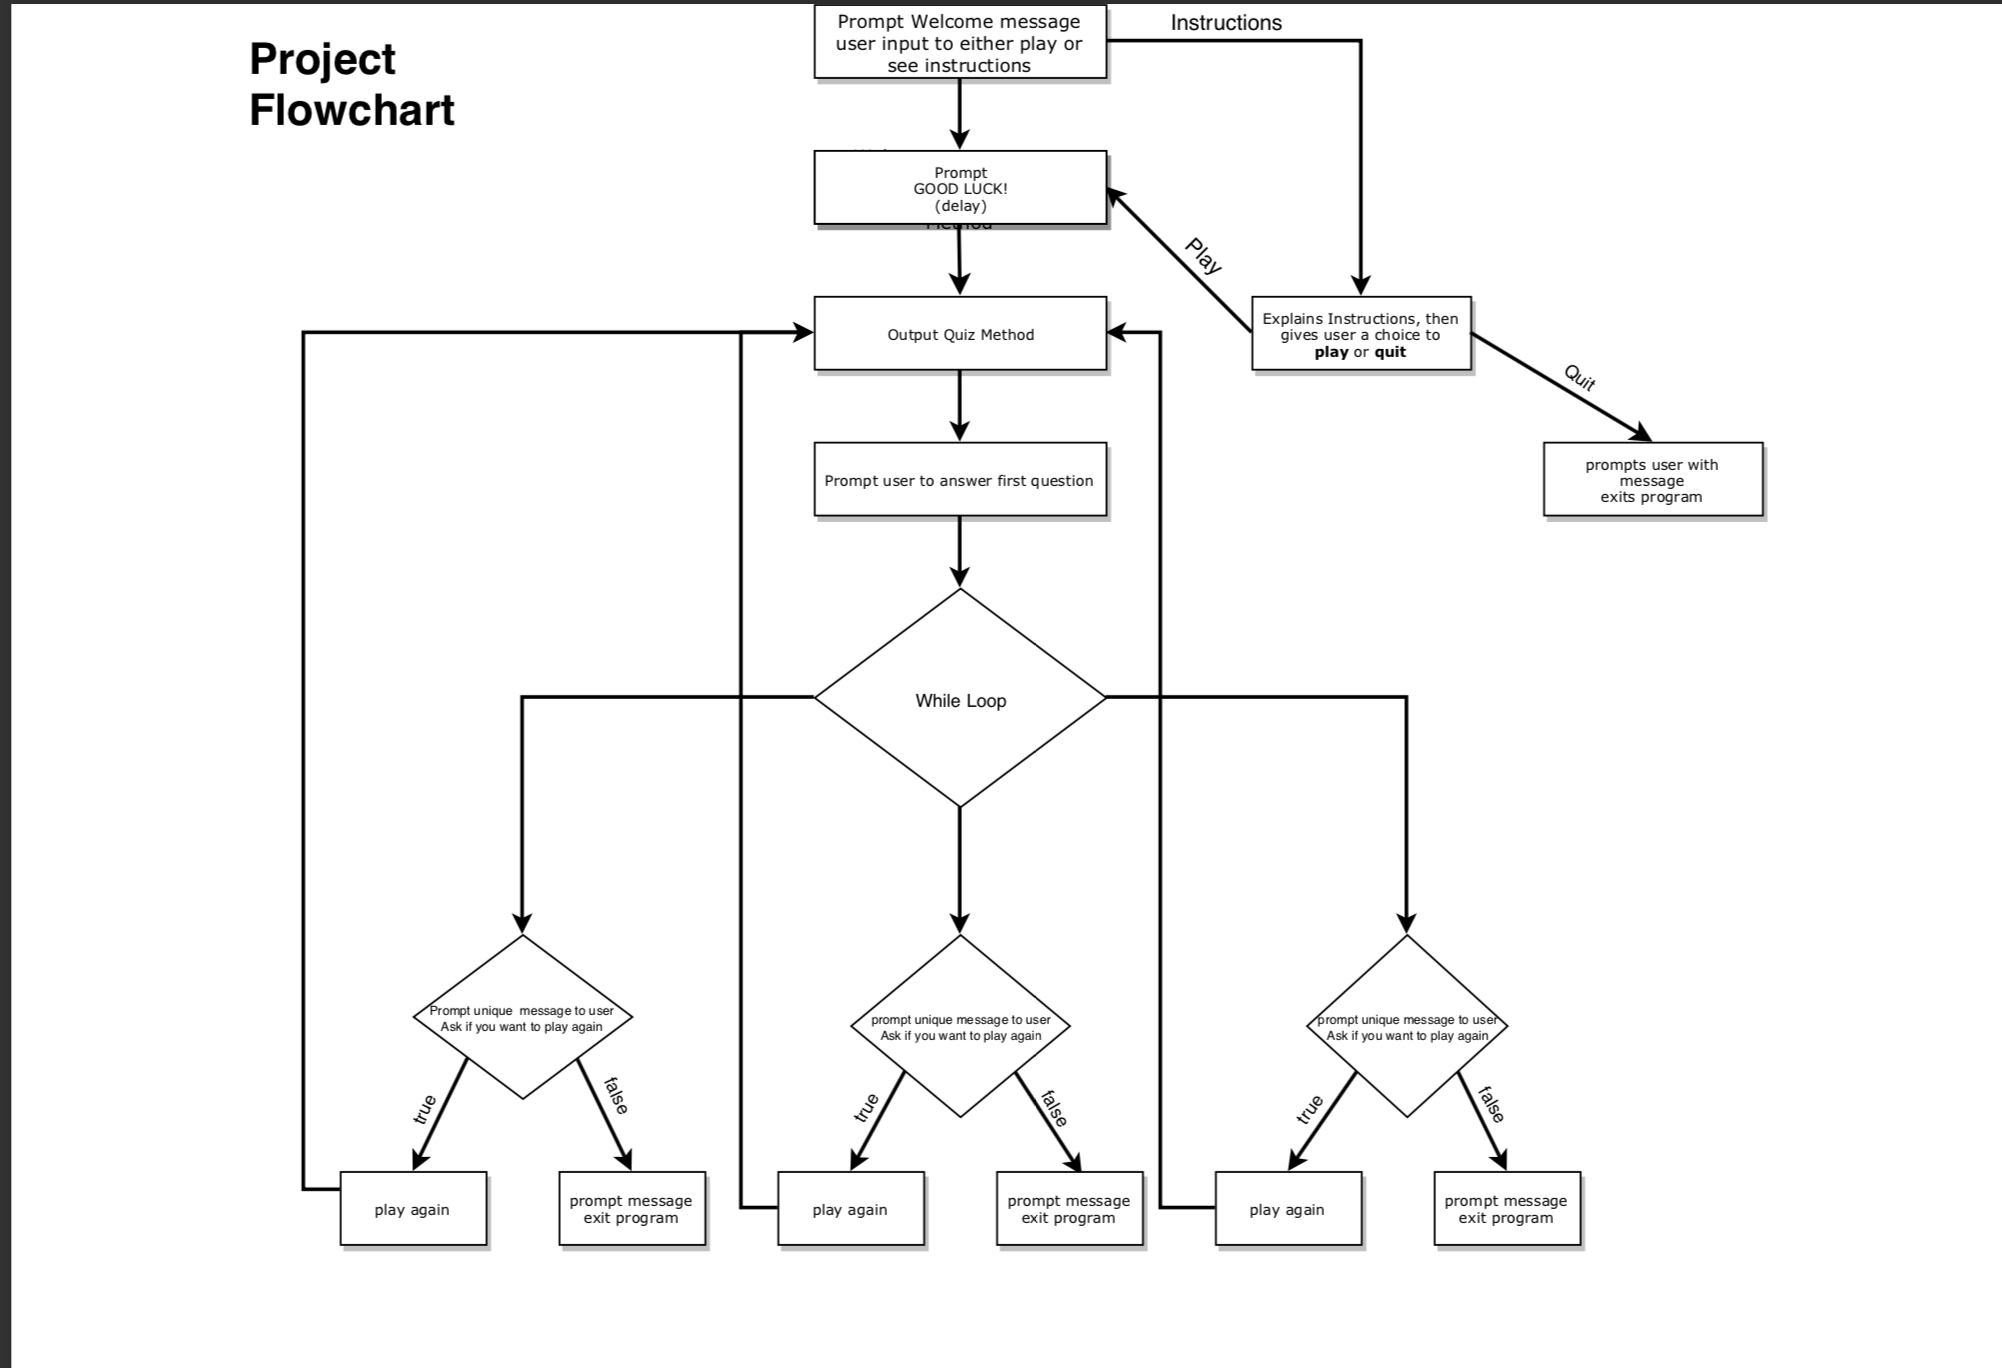 Project
Flowchart
Prompt Welcome message
user input to either play or
see instructions
Instructions
Prompt
GOOD LUCK!
(delay)
Play
Output Quiz Method
Explains Instructions, then
gives user a choice to
play or quit
Quit
Prompt user to answer first question
prompts user with
message
exits program
While Loop
Prompt unique  message to user
Ask if you want to play again
prompt unique message to user
Ask if you want to play again
prompt unique message to user
Ask if you want to play again
true
false
true
false
true
false
play again
prompt message
exit program
play again
prompt message
exit program
play again
prompt message
exit program